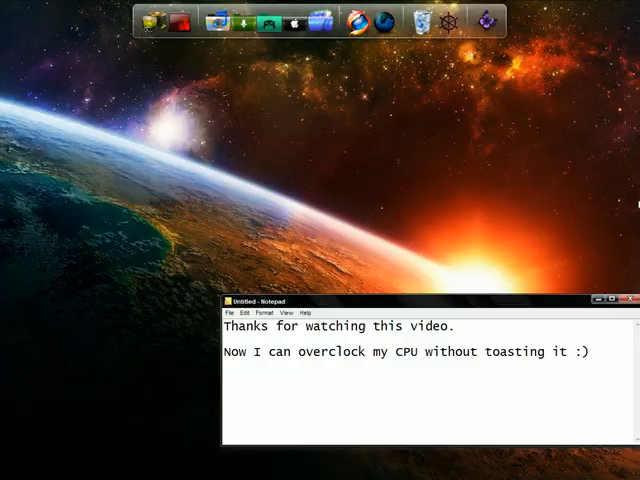 Untitled - Notepad
File Edit Format View Help
Thanks for watching this video.
Now I can overclock my CPU without toasting it :)